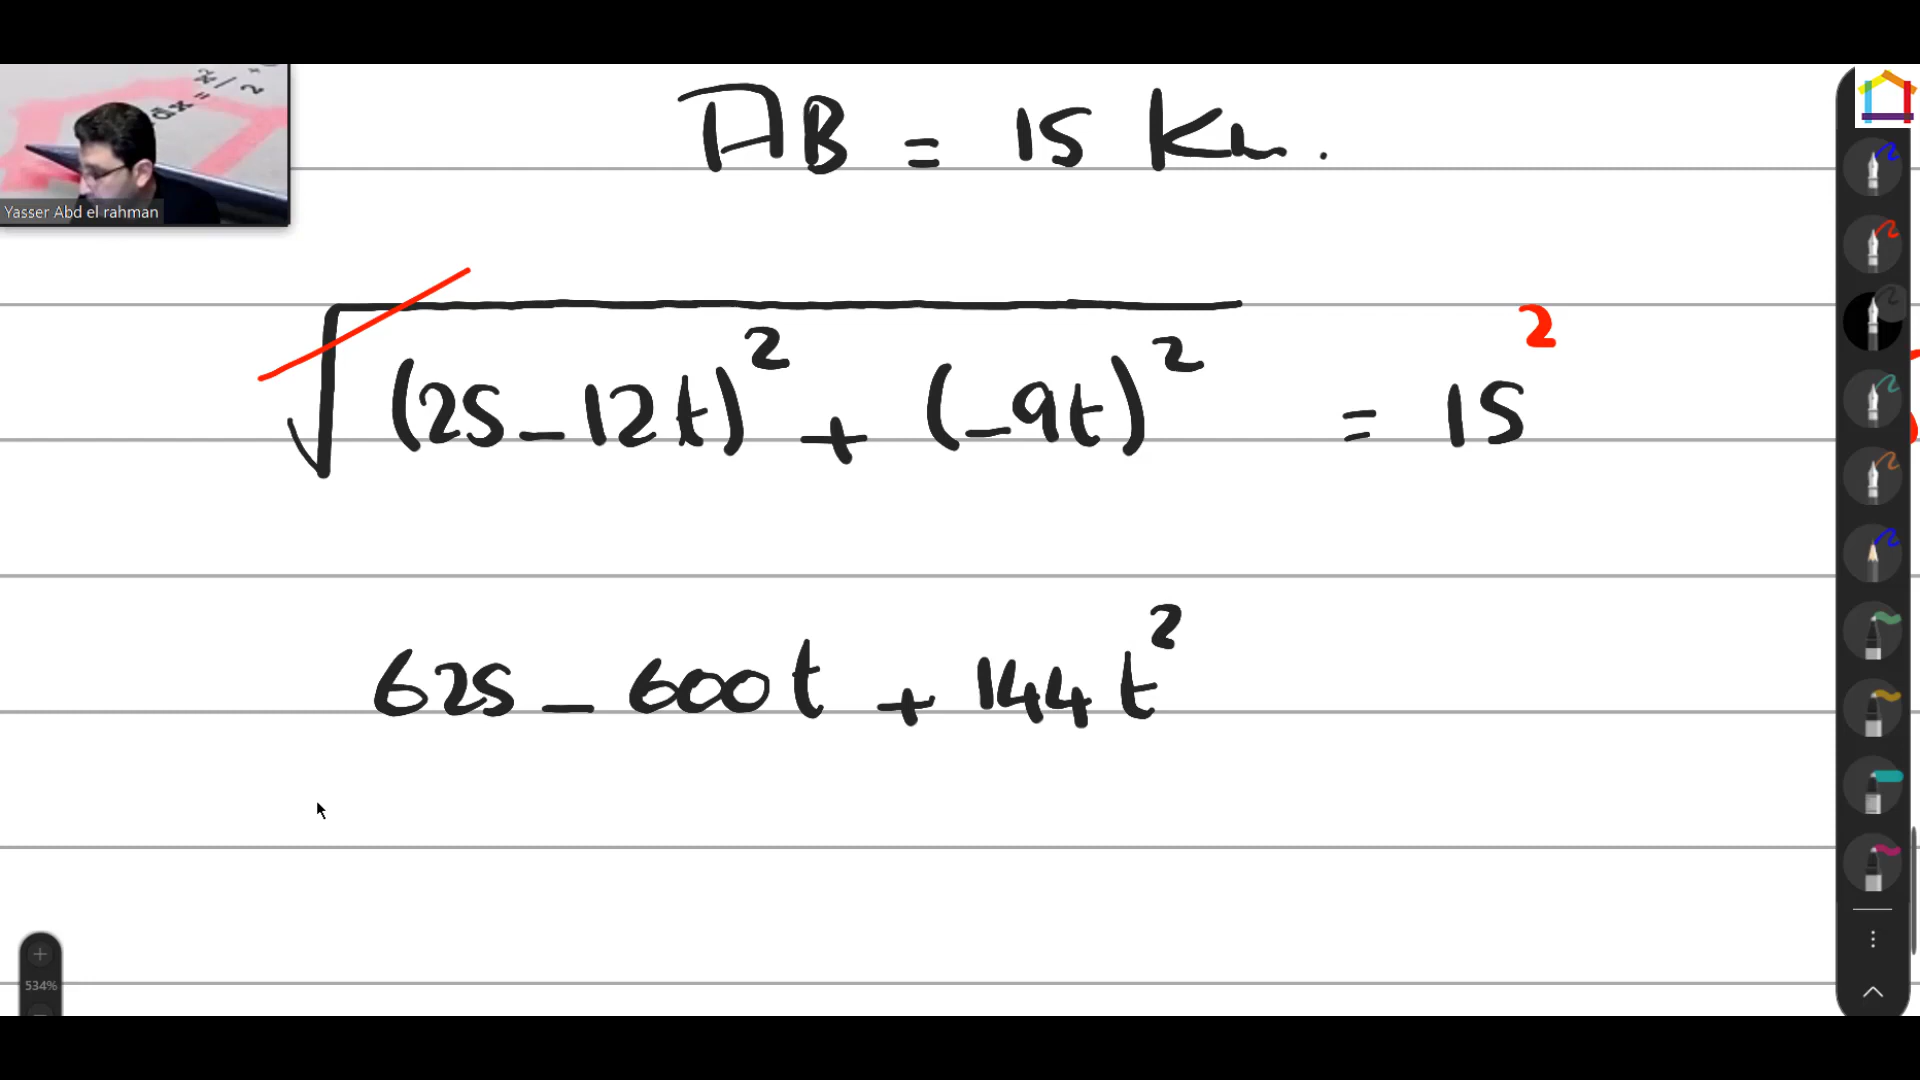 AB = 15 Km.
√(25-12t)² + (-9t)² = 15²
625 - 600t + 144t²
Yasser Abd el rahman
534%